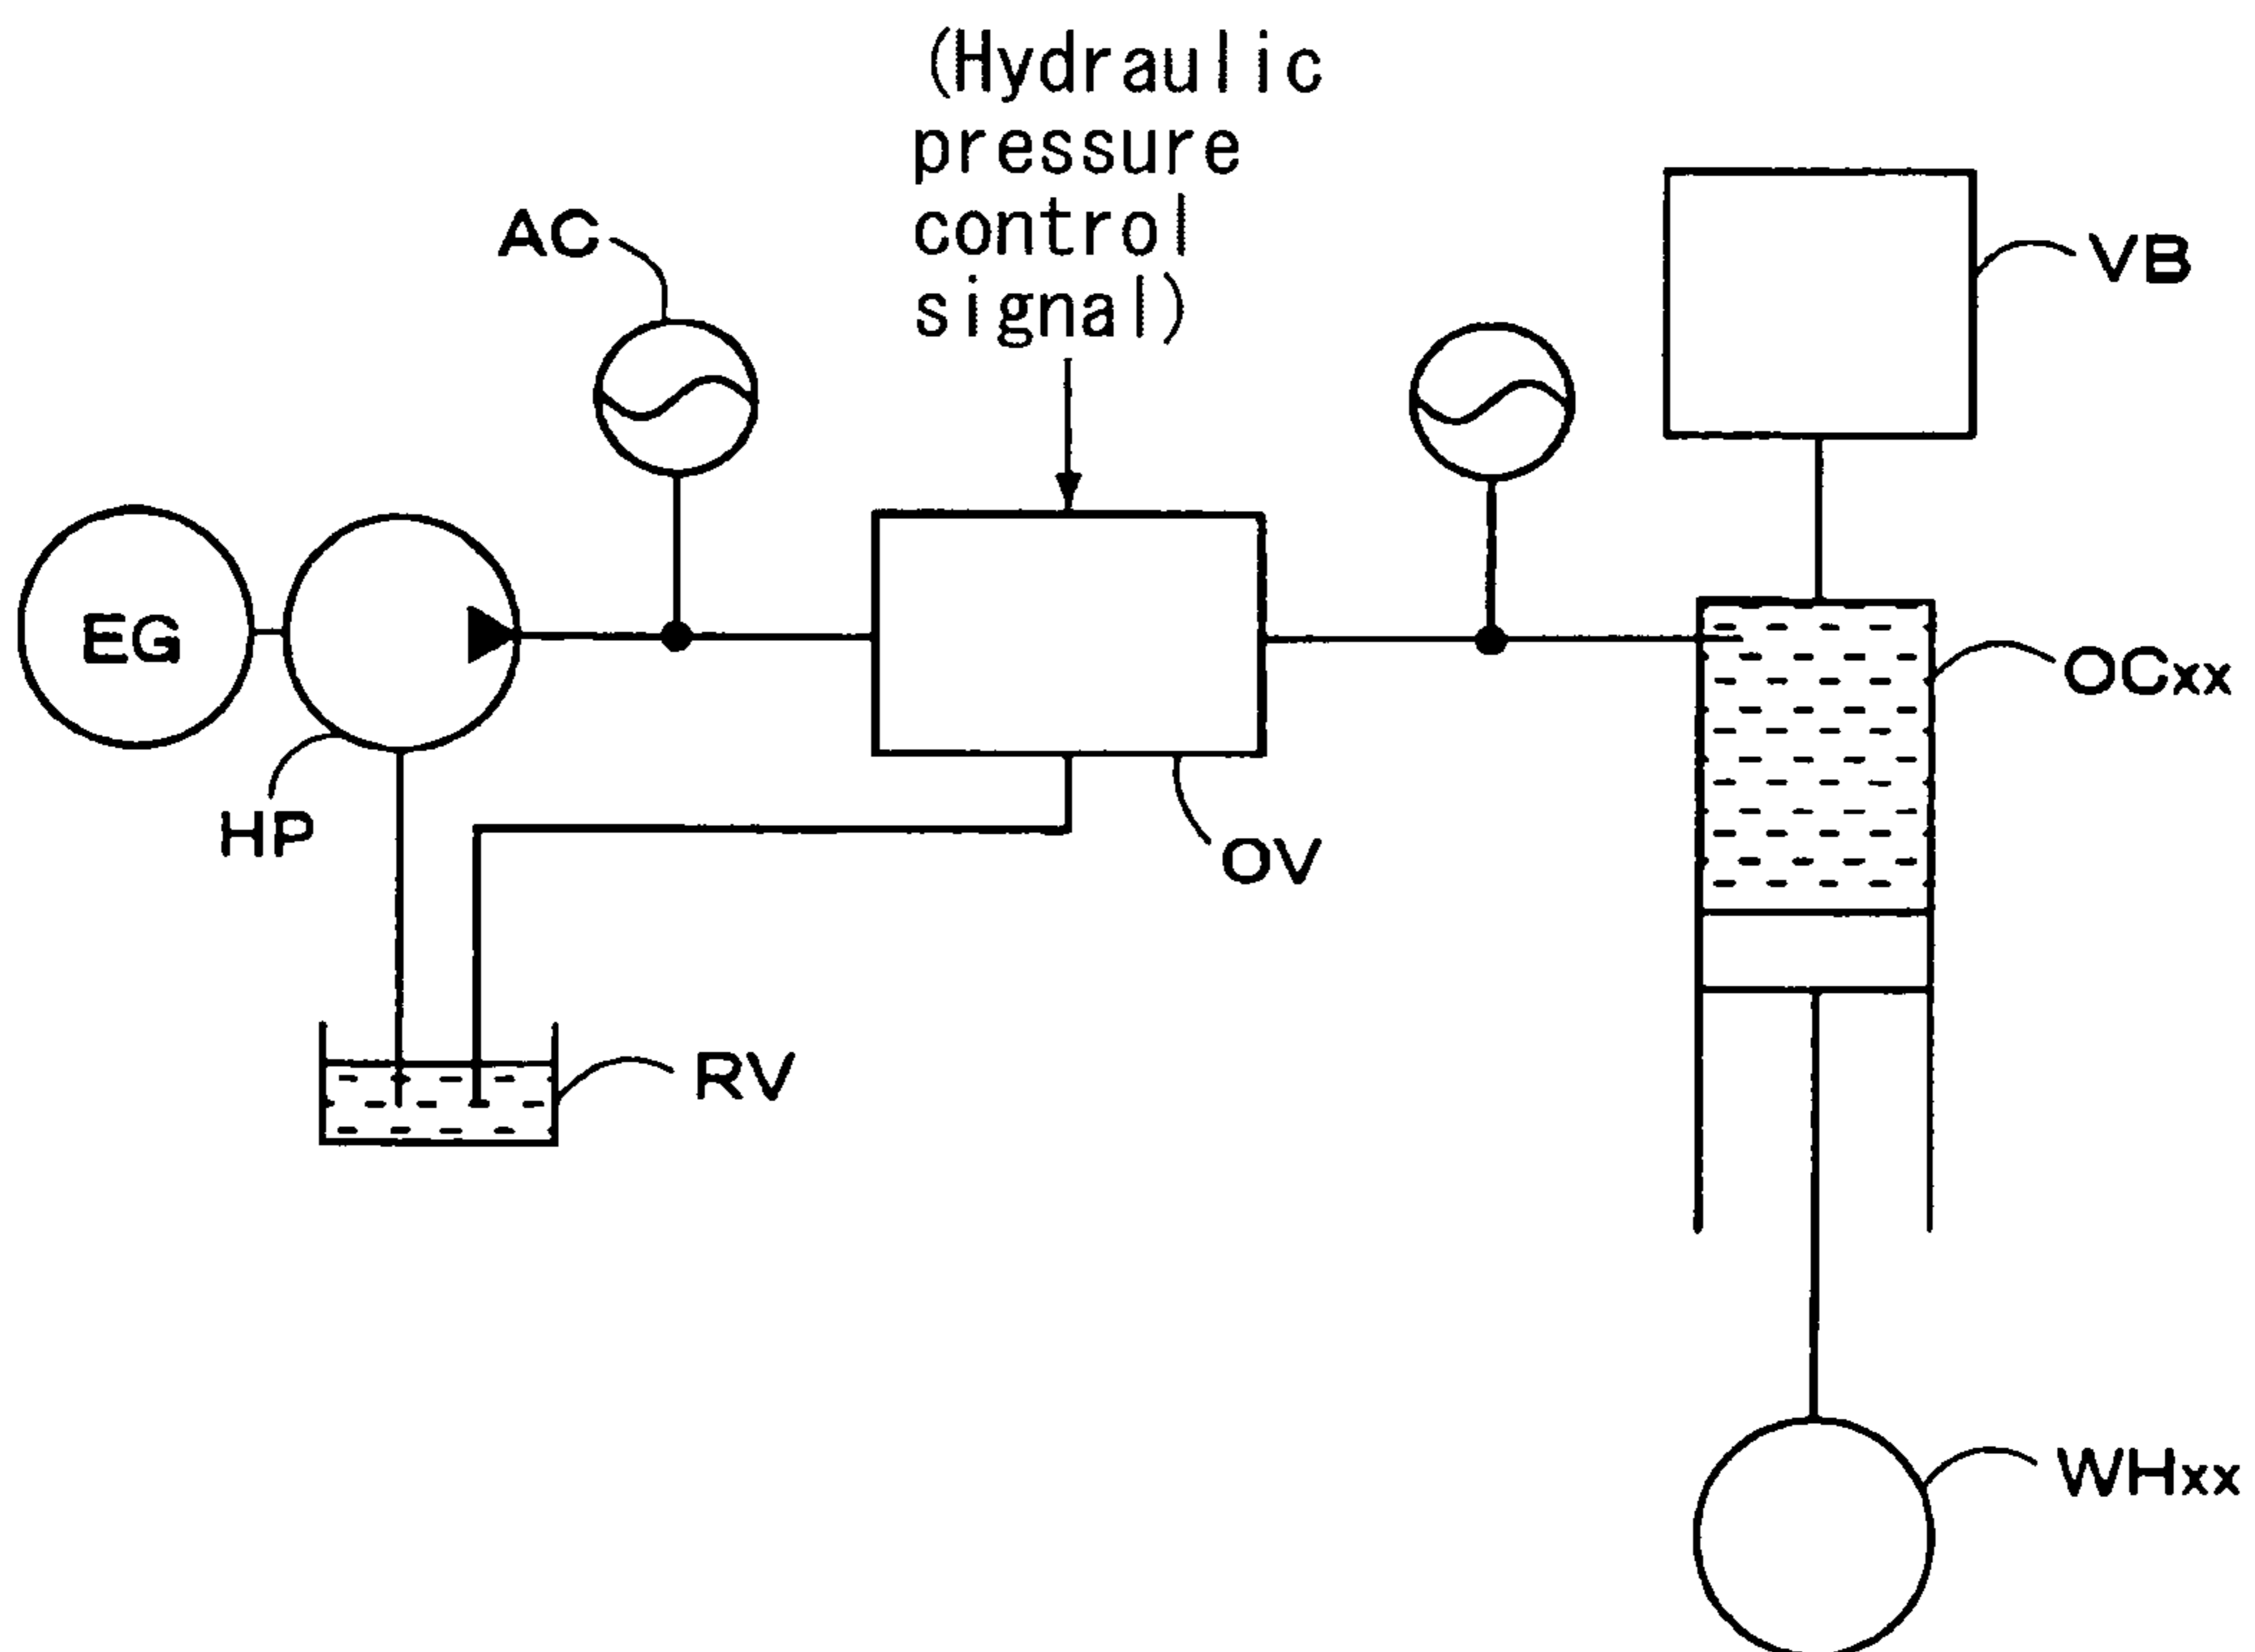 (Hydraulic
pressure
control
signal)
AC
VB
EG
HP
OV
OCxx
RV
WHxx